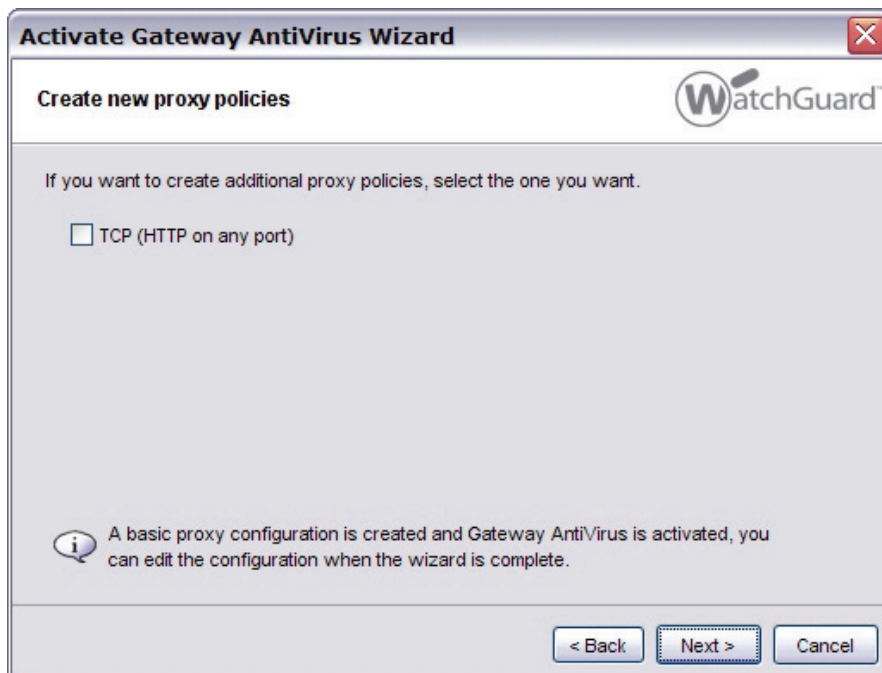 Activate Gateway AntiVirus Wizard
Create new proxy policies
WatchGuard™
If you want to create additional proxy policies, select the one you want.
TCP (HTTP on any port)
A basic proxy configuration is created and Gateway AntiVirus is activated, you
can edit the configuration when the wizard is complete.
< Back
Next >
Cancel